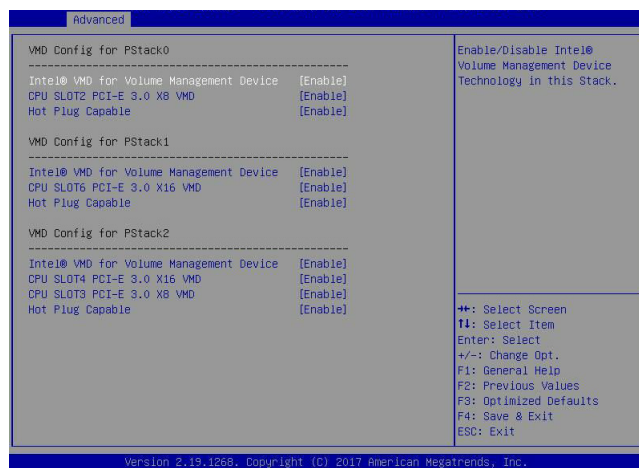 Advanced
VMD Config for PStack0
--------------------------------------------------
Intel® VMD for Volume Management Device [Enable]
CPU SLOT2 PCI-E 3.0 X8 VMD [Enable]
Hot Plug Capable [Enable]
VMD Config for PStack1
--------------------------------------------------
Intel® VMD for Volume Management Device [Enable]
CPU SLOT6 PCI-E 3.0 X16 VMD [Enable]
Hot Plug Capable [Enable]
VMD Config for PStack2
--------------------------------------------------
Intel® VMD for Volume Management Device [Enable]
CPU SLOT4 PCI-E 3.0 X16 VMD [Enable]
CPU SLOT3 PCI-E 3.0 X8 VMD [Enable]
Hot Plug Capable [Enable]
Enable/Disable Intel®
Volume Management Device
Technology in this Stack.
→←: Select Screen
↑↓: Select Item
Enter: Select
+/-: Change Opt.
F1: General Help
F2: Previous Values
F3: Optimized Defaults
F4: Save & Exit
ESC: Exit
Version 2.19.1268. Copyright (C) 2017 American Megatrends, Inc.